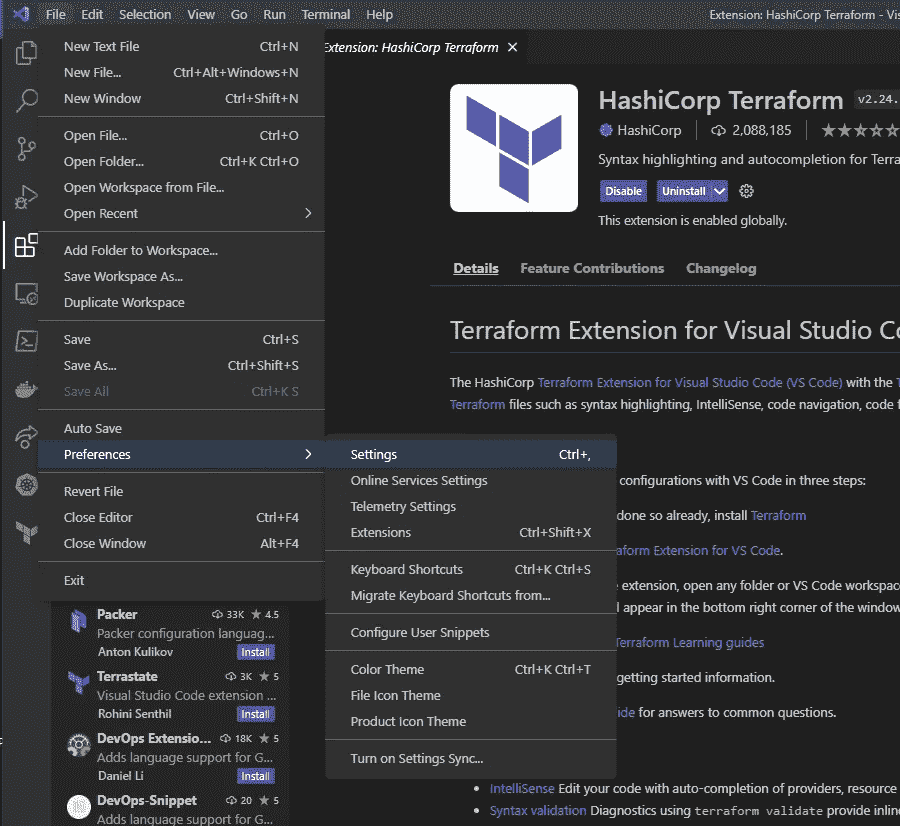 File Edit Selection View Go Run Terminal Help Extension: HashiCorp Terraform - Vis
Extension: HashiCorp Terraform
New Text File Ctrl+N
New File... Ctrl+Alt+Windows+N
New Window Ctrl+Shift+N
Open File... Ctrl+O
Open Folder... Ctrl+K Ctrl+O
Open Workspace from File...
Open Recent
Add Folder to Workspace...
Save Workspace As...
Duplicate Workspace
Save Ctrl+S
Save As... Ctrl+Shift+S
Save All Ctrl+K S
Auto Save
Preferences
Revert File
Close Editor Ctrl+F4
Close Window Alt+F4
Exit
Settings Ctrl+,
Online Services Settings
Telemetry Settings
Extensions Ctrl+Shift+X
Keyboard Shortcuts Ctrl+K Ctrl+S
Migrate Keyboard Shortcuts from...
Configure User Snippets
Color Theme Ctrl+K Ctrl+T
File Icon Theme
Product Icon Theme
Turn on Settings Sync...
HashiCorp Terraform v2.24.
HashiCorp 2,088,185
Syntax highlighting and autocompletion for Terra
Disable Uninstall
This extension is enabled globally.
Details Feature Contributions Changelog
Terraform Extension for Visual Studio Co
The HashiCorp Terraform Extension for Visual Studio Code (VS Code) with the T
Terraform files such as syntax highlighting, IntelliSense, code navigation, code f
configurations with VS Code in three steps:
done so already, install Terraform
aform Extension for VS Code.
e extension, open any folder or VS Code workspace
l appear in the bottom right corner of the window
Terraform Learning guides
getting started information.
ide for answers to common questions.
IntelliSense Edit your code with auto-completion of providers, resource
Syntax validation Diagnostics using terraform validate provide inline
Packer 33K 4.5
Packer configuration languag...
Anton Kulikov Install
Terrastate 3K 5
Visual Studio Code extension ...
Rohini Senthil Install
DevOps Extensio... 18K 5
Adds language support for G...
Daniel Li Install
DevOps-Snippet 20 5
Adds language support for G...